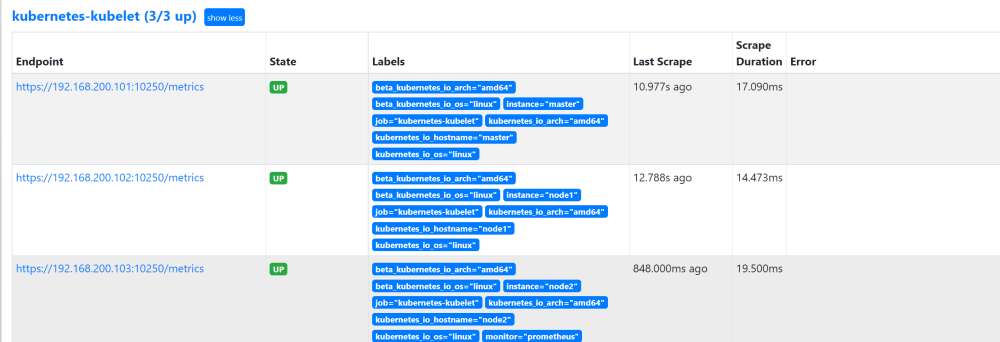 kubernetes-kubelet (3/3 up) show less
Endpoint State Labels Last Scrape Scrape Duration Error
https://192.168.200.101:10250/metrics UP beta_kubernetes_io_arch="amd64" 10.977s ago 17.090ms
beta_kubernetes_io_os="linux" instance="master"
job="kubernetes-kubelet" kubernetes_io_arch="amd64"
kubernetes_io_hostname="master"
kubernetes_io_os="linux"
https://192.168.200.102:10250/metrics UP beta_kubernetes_io_arch="amd64" 12.788s ago 14.473ms
beta_kubernetes_io_os="linux" instance="node1"
job="kubernetes-kubelet" kubernetes_io_arch="amd64"
kubernetes_io_hostname="node1"
kubernetes_io_os="linux"
https://192.168.200.103:10250/metrics UP beta_kubernetes_io_arch="amd64" 848.000ms ago 19.500ms
beta_kubernetes_io_os="linux" instance="node2"
job="kubernetes-kubelet" kubernetes_io_arch="amd64"
kubernetes_io_hostname="node2"
kubernetes_io_os="linux" monitor="prometheus"